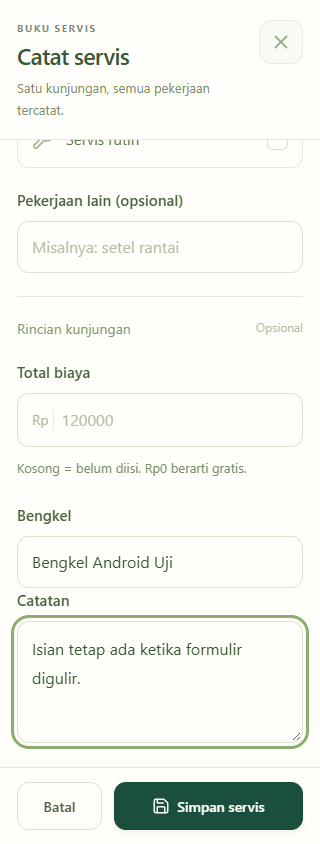 BUKU SERVIS
Catat servis
Satu kunjungan, semua pekerjaan
tercatat.
Servis rutin
Pekerjaan lain (opsional)
Misalnya: setel rantai
Rincian kunjungan
Opsional
Total biaya
Rp 120000
Kosong = belum diisi. Rp0 berarti gratis.
Bengkel
Bengkel Android Uji
Catatan
Isian tetap ada ketika formulir
digulir.
Batal
Simpan servis